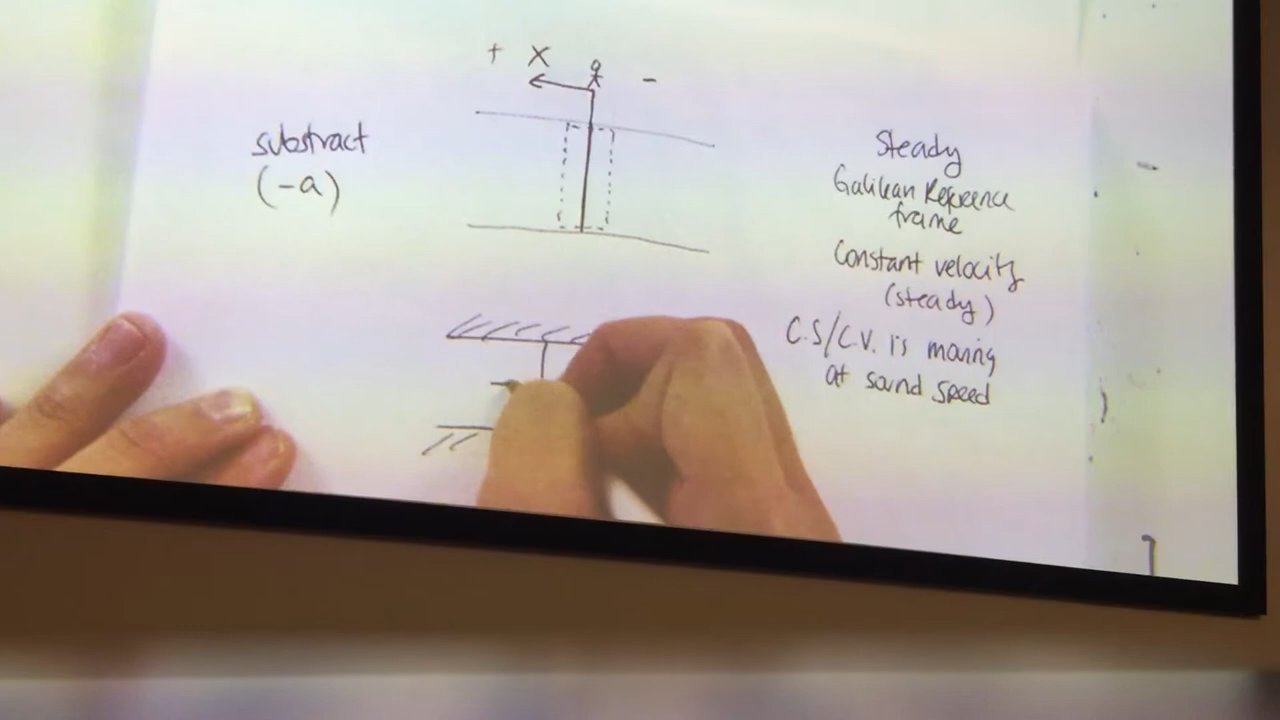 + X -
substract
(-a)
Steady
Galilean Reference
frame
Constant velocity
(steady)
C.S/C.V. is moving
at sound speed